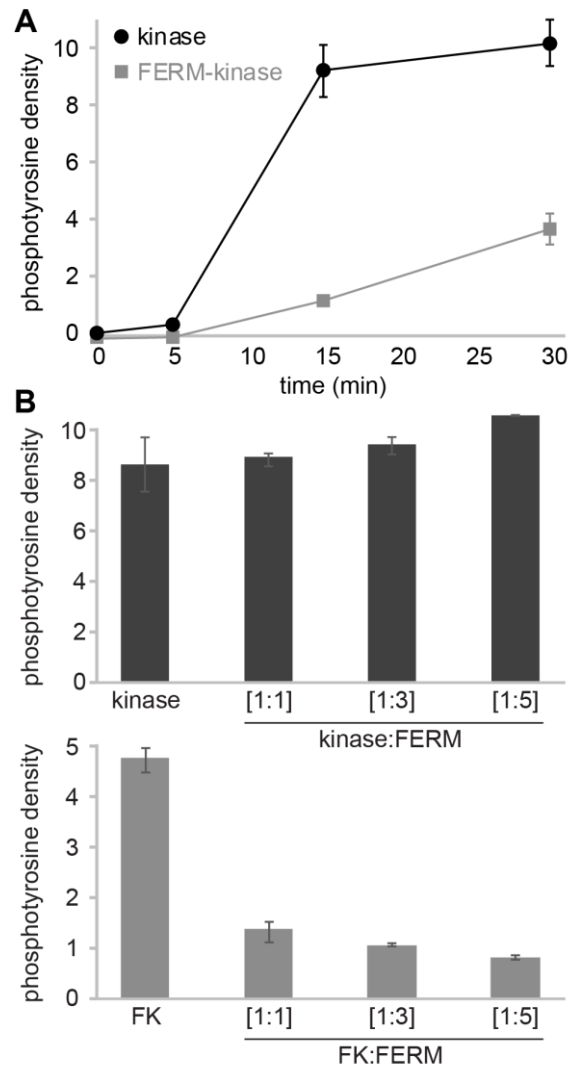 A
kinase
FERM-kinase
phosphotyrosine density
10
8
6
4
2
0
0 5 10 15 20 25 30
time (min)
B
phosphotyrosine density
10
8
6
4
2
0
kinase [1:1] [1:3] [1:5]
kinase:FERM
phosphotyrosine density
5
4
3
2
1
0
FK [1:1] [1:3] [1:5]
FK:FERM